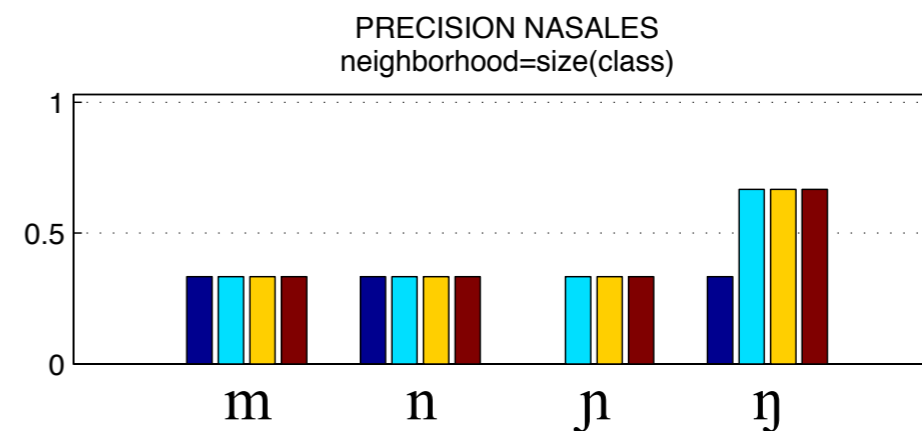 PRECISION NASALES
neighborhood=size(class)
1
0.5
0
m n ɲ ŋ